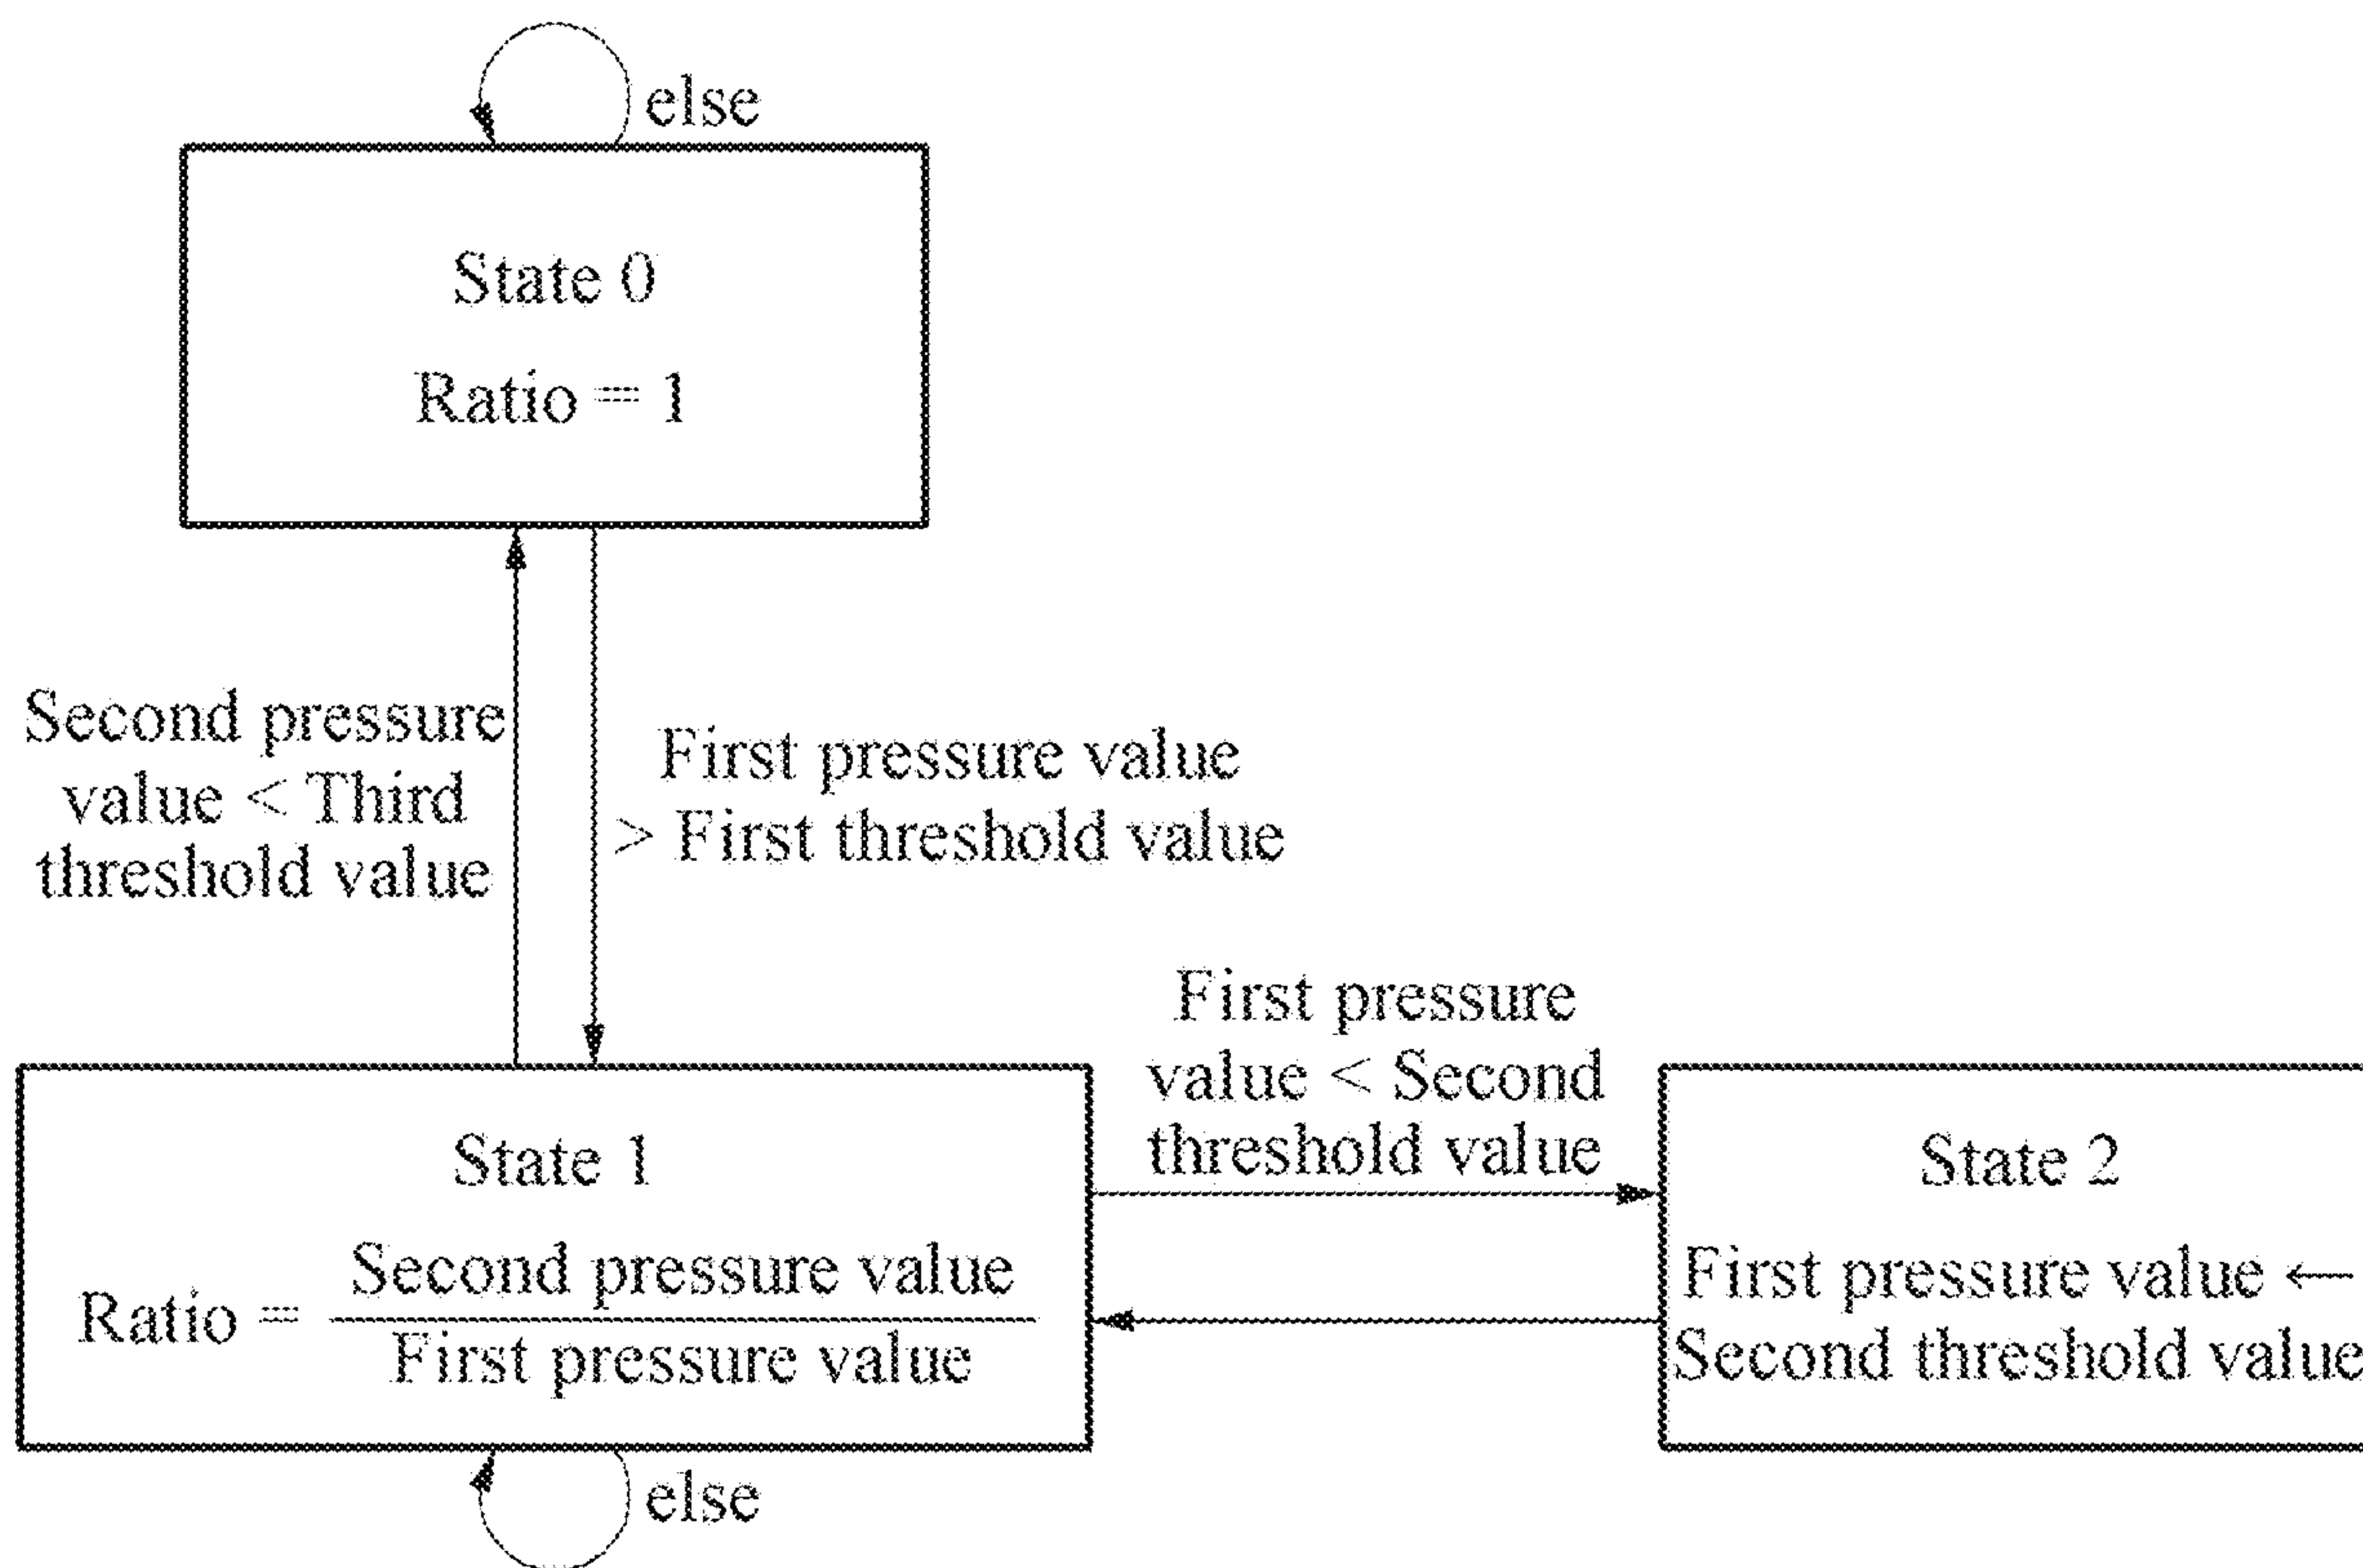 else
State 0
Ratio = 1
Second pressure
value < Third
threshold value
First pressure value
> First threshold value
First pressure
value < Second
threshold value
State 1
Ratio =
Second pressure value
First pressure value
else
State 2
First pressure value ←
Second threshold value